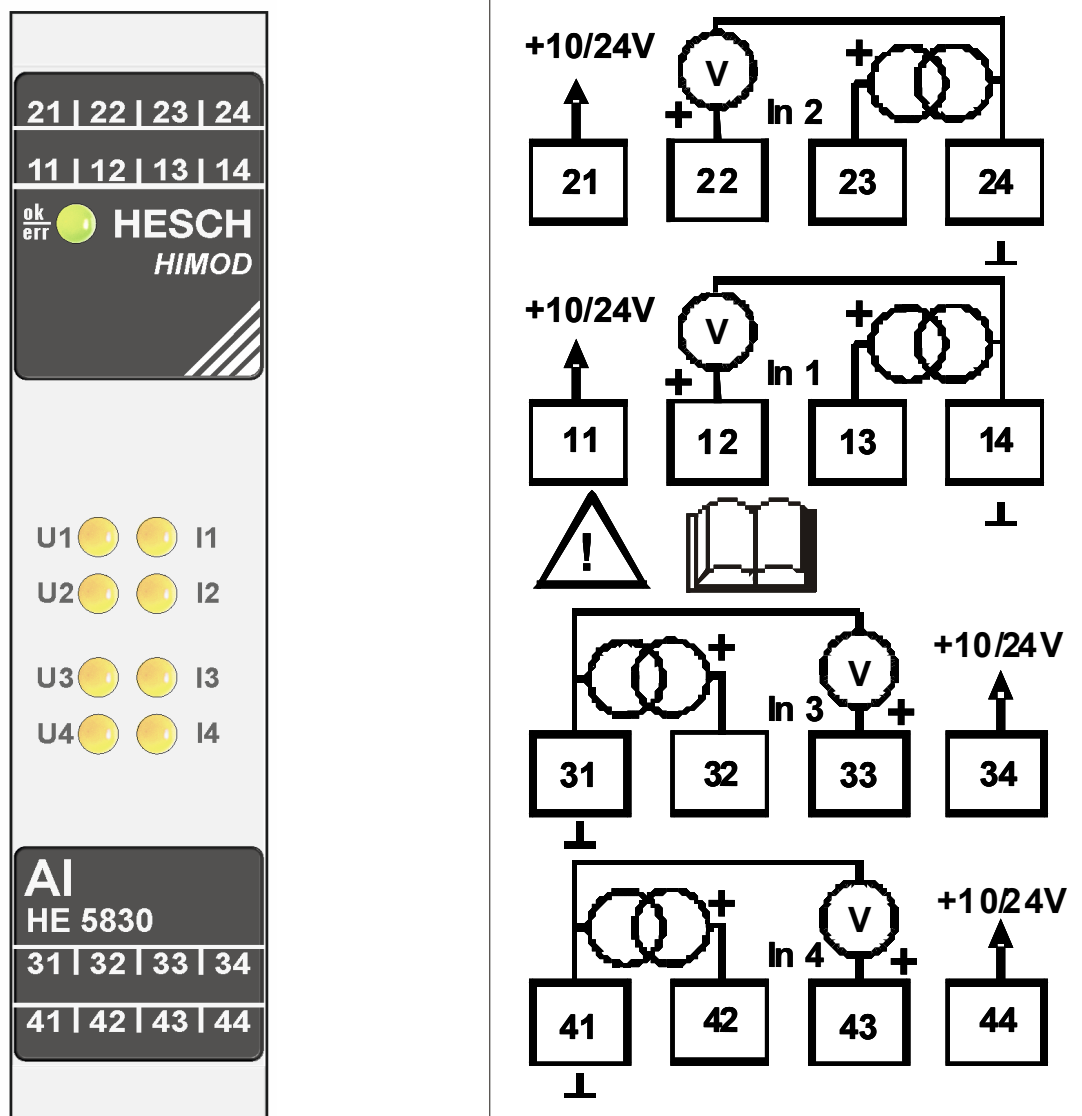 21 | 22 | 23 | 24
11 | 12 | 13 | 14
ok
err
HESCH
HIMOD
U1 I1
U2 I2
U3 I3
U4 I4
AI
HE 5830
31 | 32 | 33 | 34
41 | 42 | 43 | 44
+10/24V V + In 2 +
21 22 23 24
+10/24V V + In 1 +
11 12 13 14
!
+ V In 3 + +10/24V
31 32 33 34
+ V In 4 + +10/24V
41 42 43 44